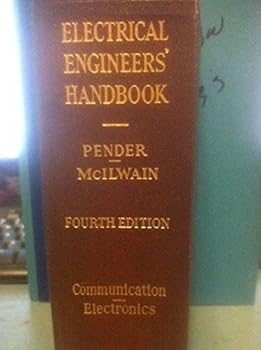 ELECTRICAL
ENGINEERS'
HANDBOOK
PENDER
McILWAIN
FOURTH EDITION
Communication
Electronics